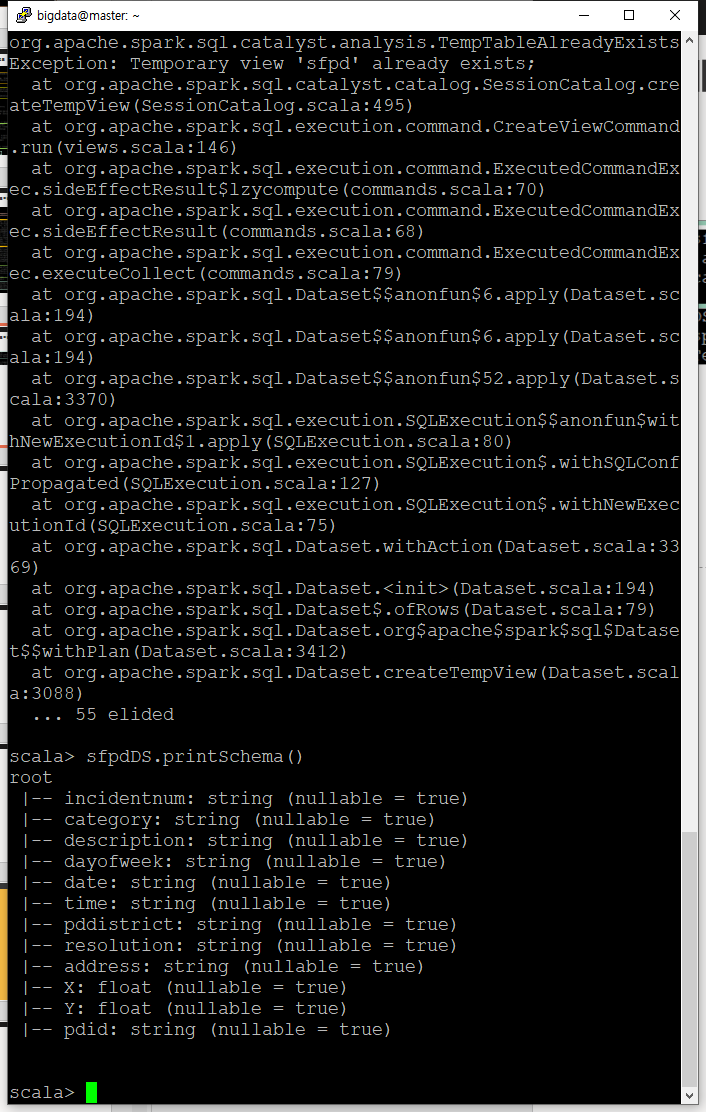 bigdata@master: ~
org.apache.spark.sql.catalyst.analysis.TempTableAlreadyExists
Exception: Temporary view 'sfpd' already exists;
  at org.apache.spark.sql.catalyst.catalog.SessionCatalog.cre
ateTempView(SessionCatalog.scala:495)
  at org.apache.spark.sql.execution.command.CreateViewCommand
.run(views.scala:146)
  at org.apache.spark.sql.execution.command.ExecutedCommandEx
ec.sideEffectResult$lzycompute(commands.scala:70)
  at org.apache.spark.sql.execution.command.ExecutedCommandEx
ec.sideEffectResult(commands.scala:68)
  at org.apache.spark.sql.execution.command.ExecutedCommandEx
ec.executeCollect(commands.scala:79)
  at org.apache.spark.sql.Dataset$$anonfun$6.apply(Dataset.sc
ala:194)
  at org.apache.spark.sql.Dataset$$anonfun$6.apply(Dataset.sc
ala:194)
  at org.apache.spark.sql.Dataset$$anonfun$52.apply(Dataset.s
cala:3370)
  at org.apache.spark.sql.execution.SQLExecution$$anonfun$wit
hNewExecutionId$1.apply(SQLExecution.scala:80)
  at org.apache.spark.sql.execution.SQLExecution$.withSQLConf
Propagated(SQLExecution.scala:127)
  at org.apache.spark.sql.execution.SQLExecution$.withNewExec
utionId(SQLExecution.scala:75)
  at org.apache.spark.sql.Dataset.withAction(Dataset.scala:33
69)
  at org.apache.spark.sql.Dataset.<init>(Dataset.scala:194)
  at org.apache.spark.sql.Dataset$.ofRows(Dataset.scala:79)
  at org.apache.spark.sql.Dataset.org$apache$spark$sql$Datase
t$$withPlan(Dataset.scala:3412)
  at org.apache.spark.sql.Dataset.createTempView(Dataset.scal
a:3088)
  ... 55 elided
scala> sfpdDS.printSchema()
root
 |-- incidentnum: string (nullable = true)
 |-- category: string (nullable = true)
 |-- description: string (nullable = true)
 |-- dayofweek: string (nullable = true)
 |-- date: string (nullable = true)
 |-- time: string (nullable = true)
 |-- pddistrict: string (nullable = true)
 |-- resolution: string (nullable = true)
 |-- address: string (nullable = true)
 |-- X: float (nullable = true)
 |-- Y: float (nullable = true)
 |-- pdid: string (nullable = true)
scala>